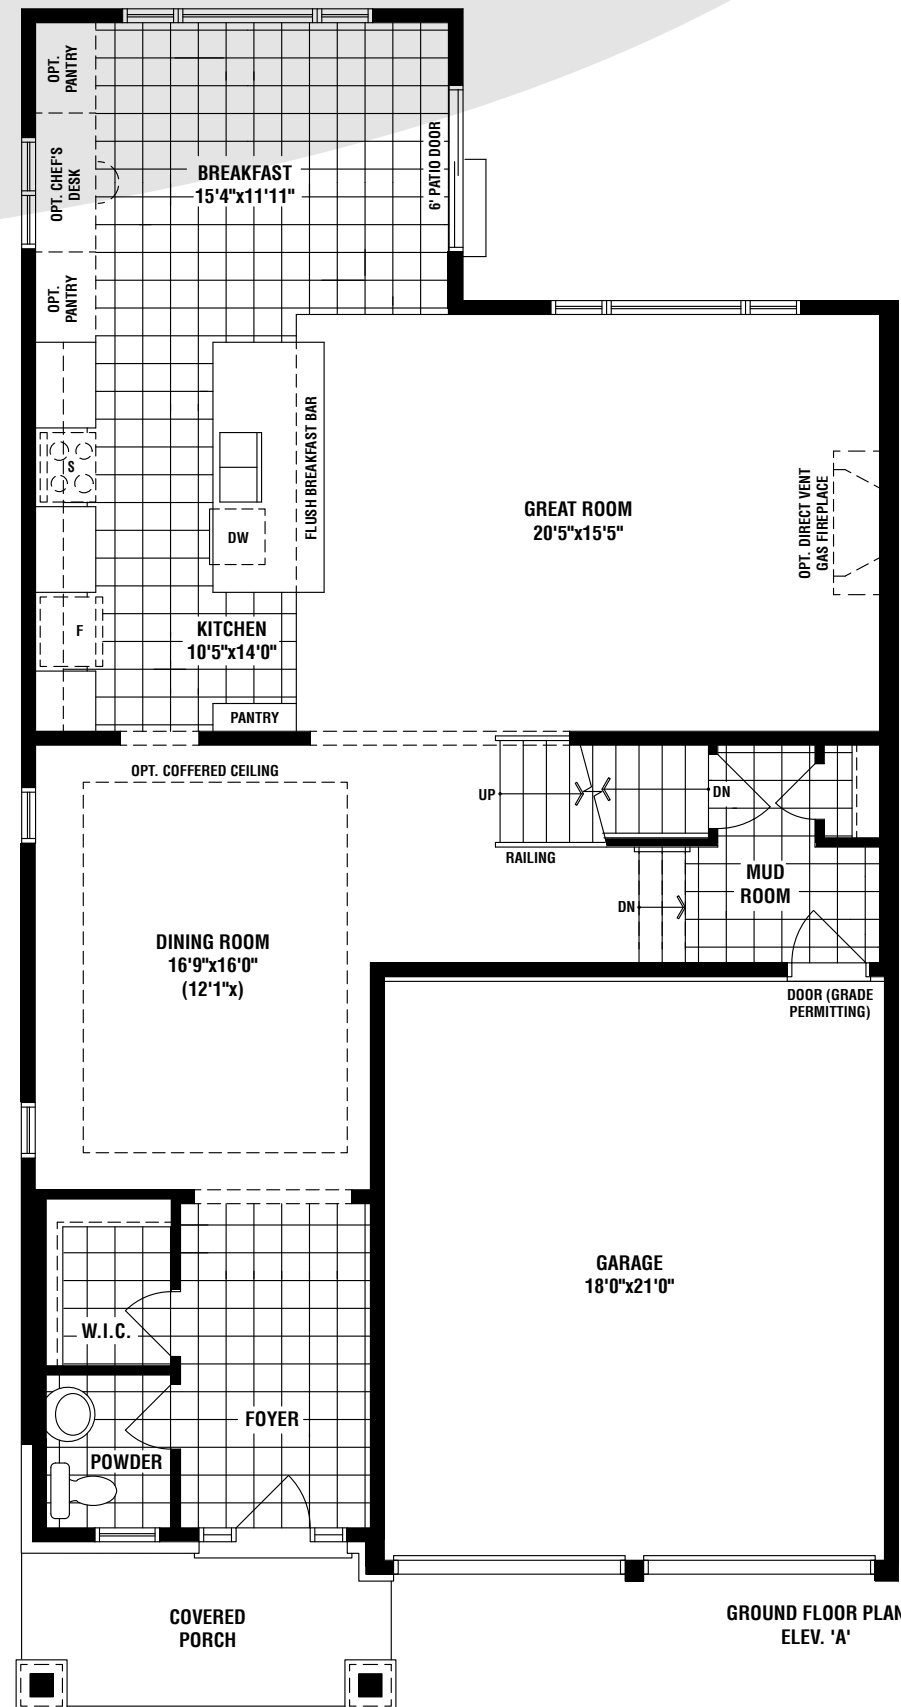 OPT.
PANTRY
OPT. CHEF'S
DESK
BREAKFAST
15'4"x11'11"
6' PATIO DOOR
OPT.
PANTRY
S
FLUSH BREAKFAST BAR
DW
GREAT ROOM
20'5"x15'5"
OPT. DIRECT VENT
GAS FIREPLACE
F
KITCHEN
10'5"x14'0"
PANTRY
OPT. COFFERED CEILING
UP
DN
RAILING
MUD
ROOM
DN
DINING ROOM
16'9"x16'0"
(12'1"x)
DOOR (GRADE
PERMITTING)
GARAGE
18'0"x21'0"
W.I.C.
FOYER
POWDER
COVERED
PORCH
GROUND FLOOR PLAN
ELEV. 'A'